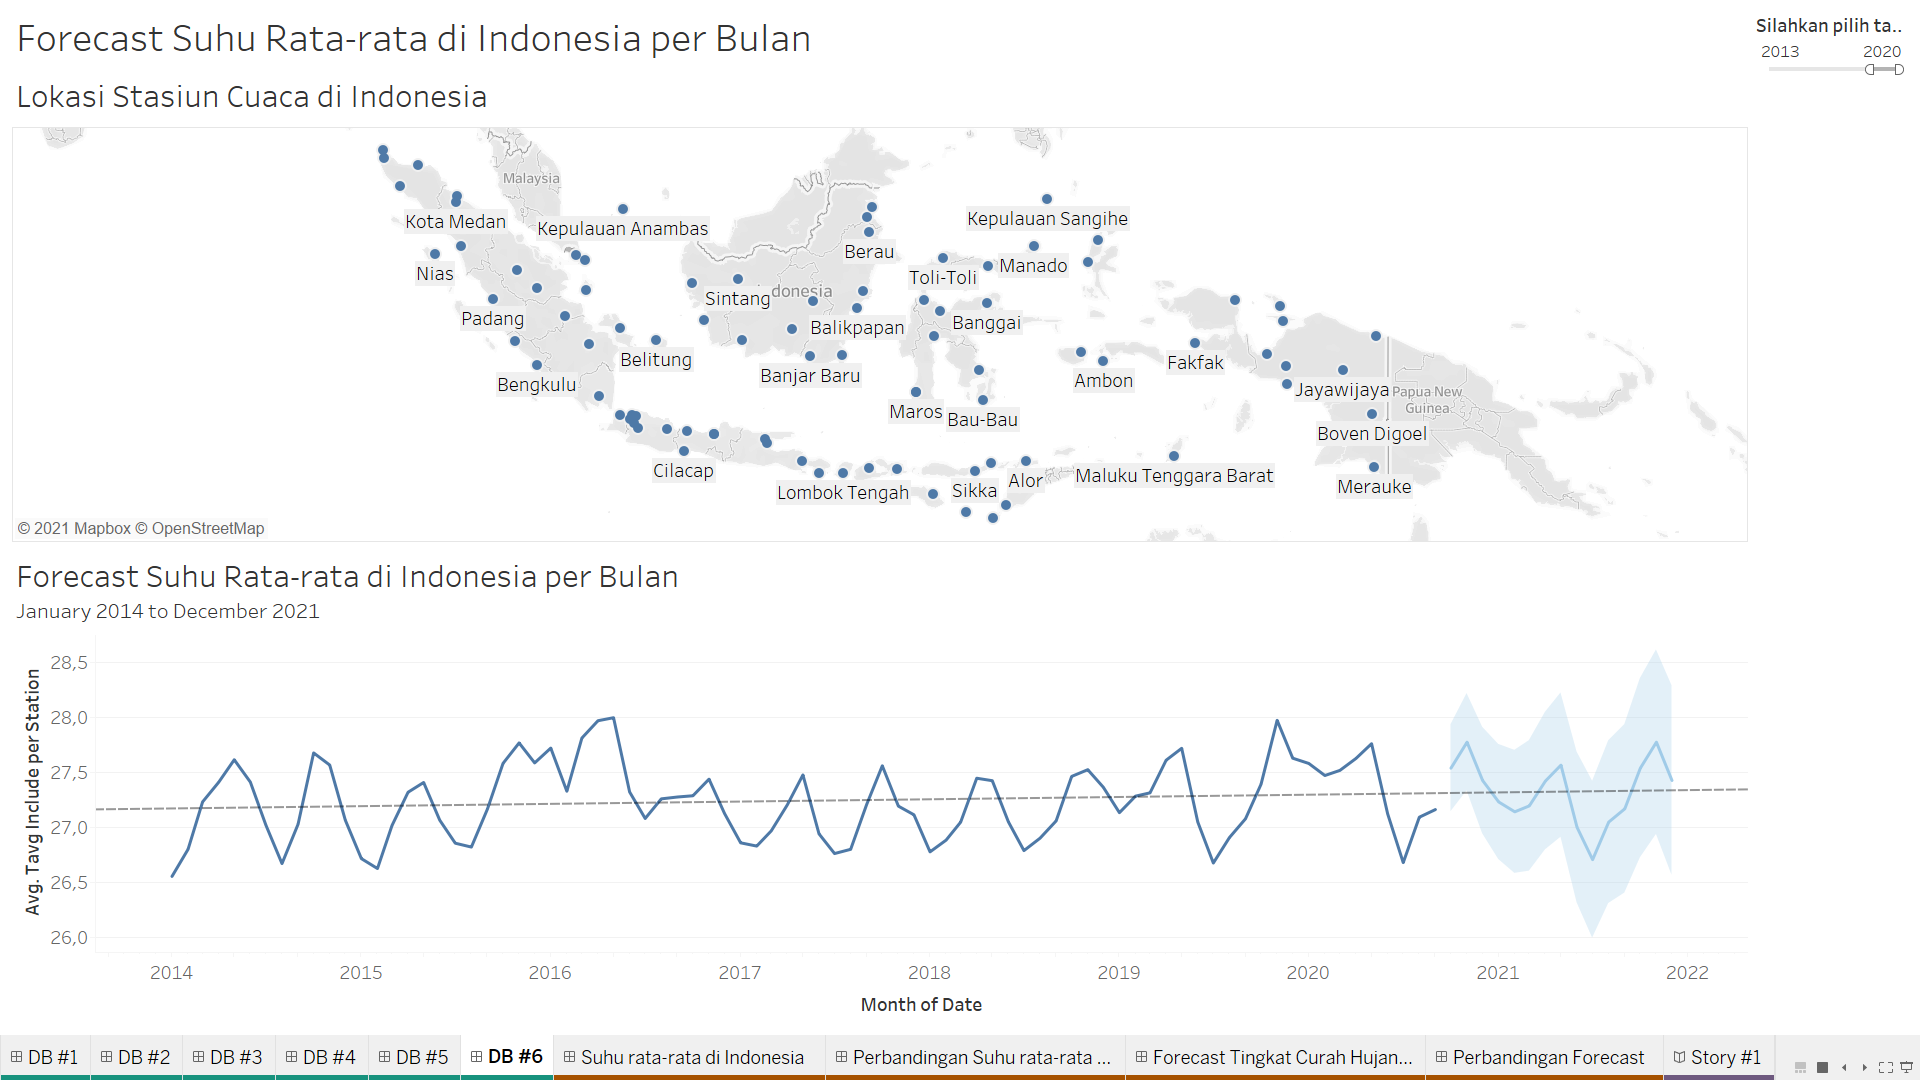 Forecast Suhu Rata-rata di Indonesia per Bulan
Silahkan pilih ta..
2013 2020
Lokasi Stasiun Cuaca di Indonesia
Malaysia
Kota Medan
Kepulauan Anambas
Kepulauan Sangihe
Berau
Nias
Toli-Toli
Manado
Sintang
donesia
Padang
Balikpapan
Banggai
Belitung
Fakfak
Bengkulu
Banjar Baru
Ambon
Jayawijaya
Papua New
Guinea
Maros
Bau-Bau
Boven Digoel
Cilacap
Lombok Tengah
Sikka
Alor
Maluku Tenggara Barat
Merauke
© 2021 Mapbox © OpenStreetMap
Forecast Suhu Rata-rata di Indonesia per Bulan
January 2014 to December 2021
Avg. Tavg Include per Station
28,5
28,0
27,5
27,0
26,5
26,0
2014 2015 2016 2017 2018 2019 2020 2021 2022
Month of Date
DB #1 DB #2 DB #3 DB #4 DB #5 DB #6 Suhu rata-rata di Indonesia Perbandingan Suhu rata-rata ... Forecast Tingkat Curah Hujan... Perbandingan Forecast Story #1